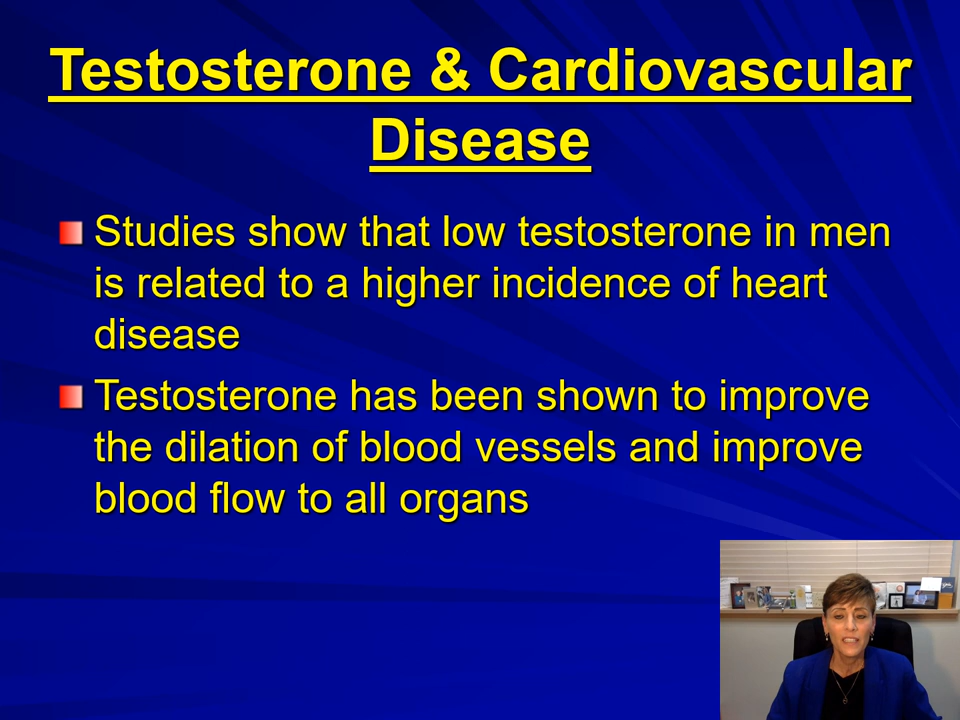 Testosterone & Cardiovascular
Disease
Studies show that low testosterone in men
is related to a higher incidence of heart
disease
Testosterone has been shown to improve
the dilation of blood vessels and improve
blood flow to all organs